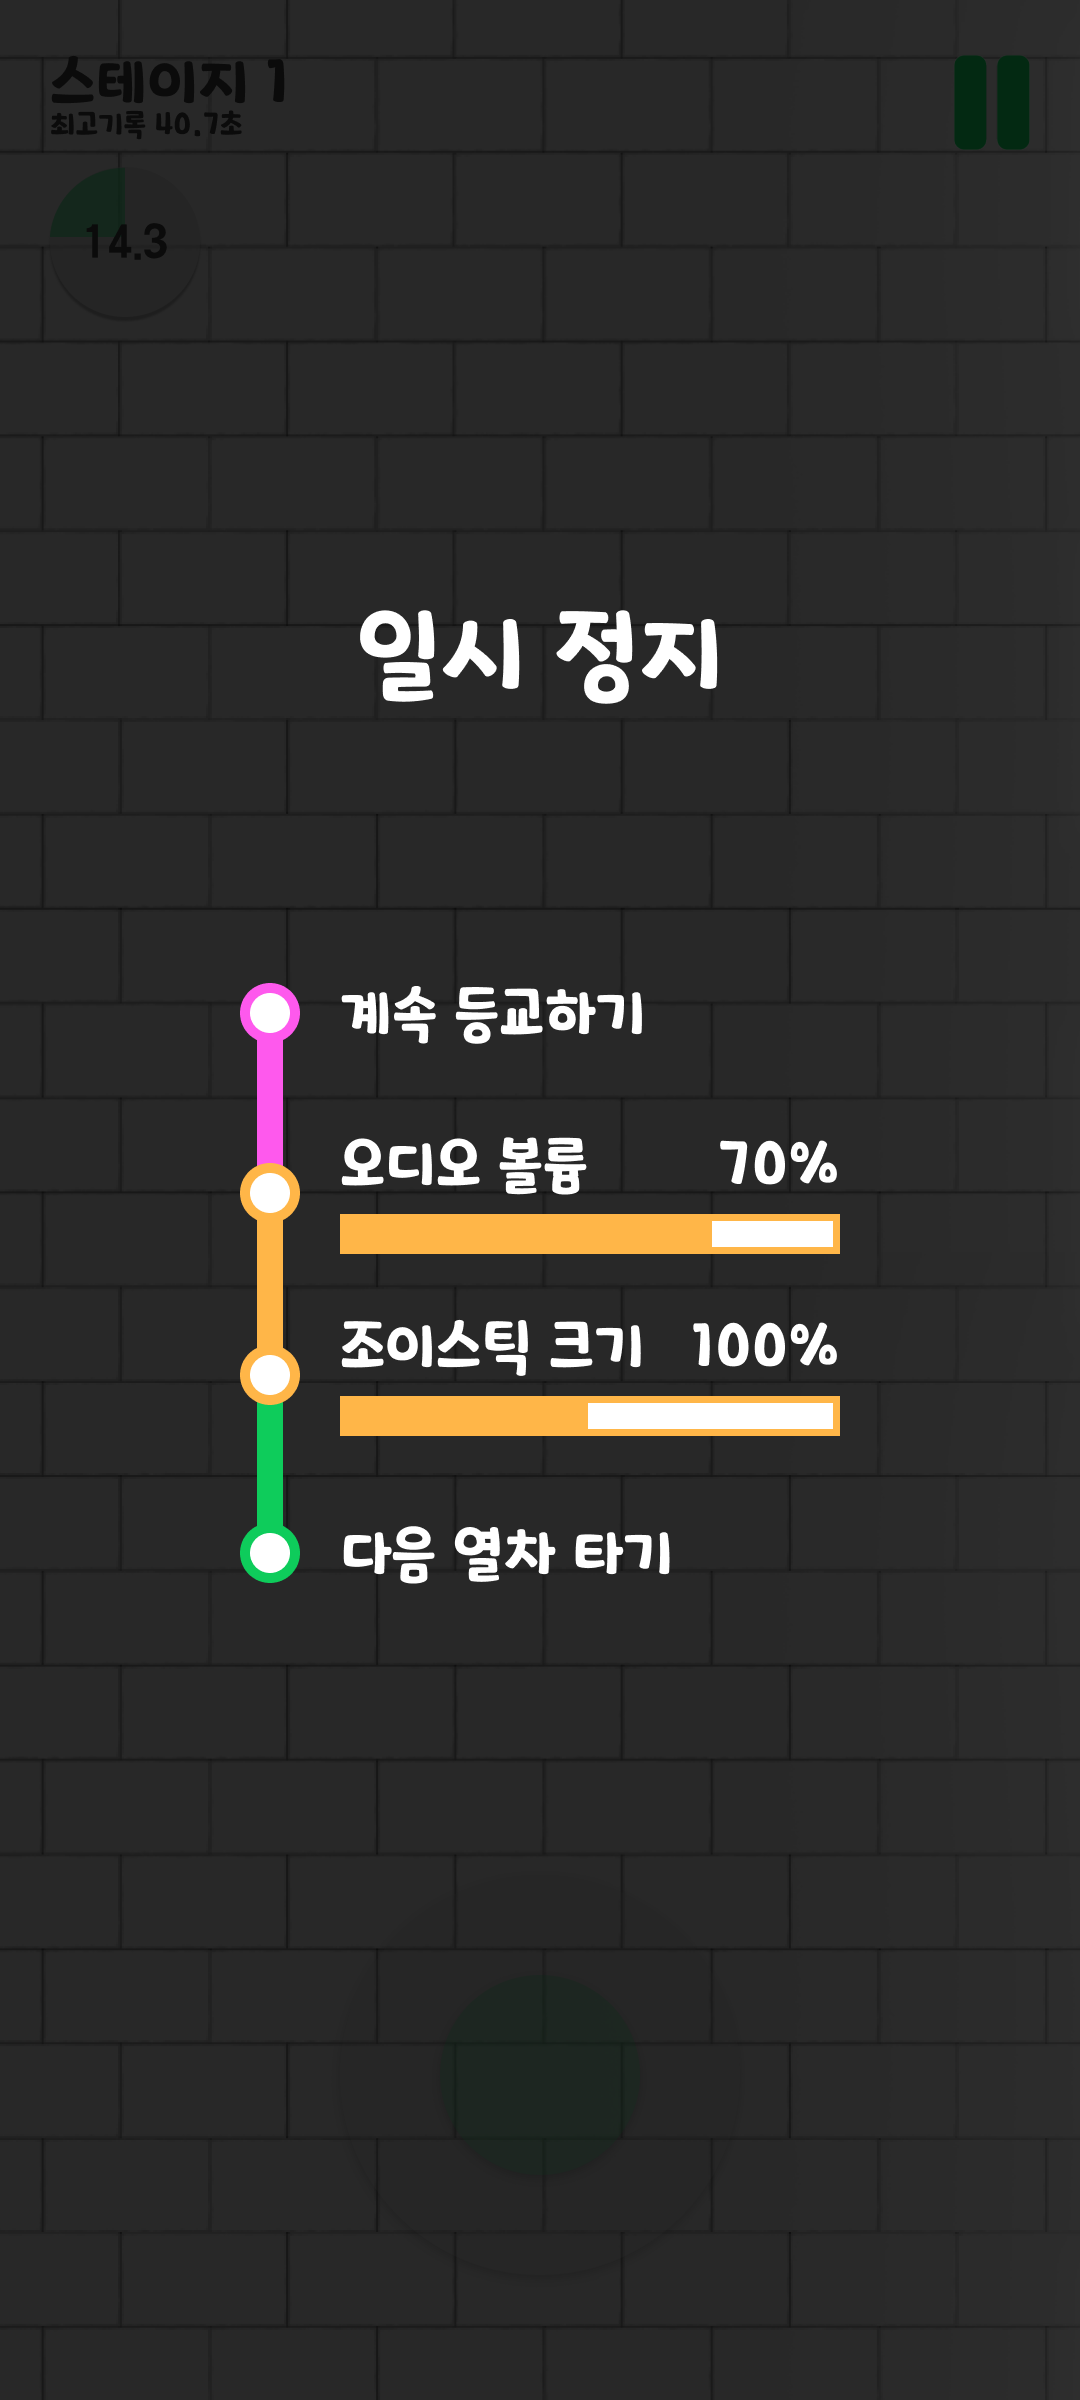 스테이지 1
최고기록 40.7초
14.3
일시 정지
계속 등교하기
오디오 볼륨 70%
조이스틱 크기 100%
다음 열차 타기